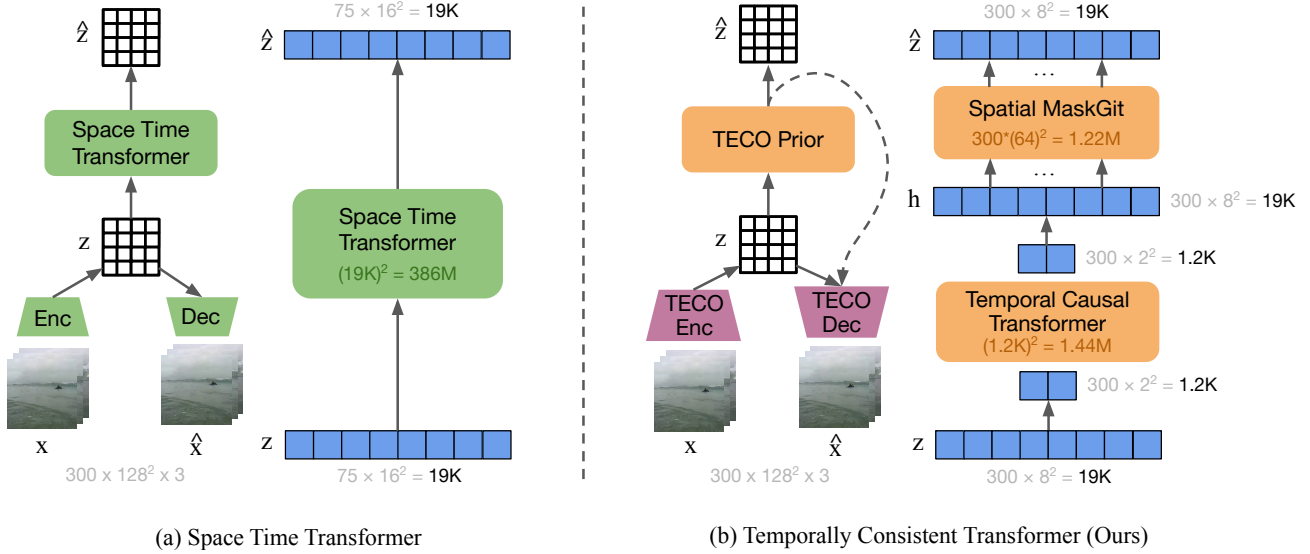 ẑ
Space Time
Transformer
z
Enc
Dec
x
x̂
300 x 128² x 3
75 × 16² = 19K
ẑ
Space Time
Transformer
(19K)² = 386M
z
75 × 16² = 19K
(a) Space Time Transformer
ẑ
TECO Prior
z
TECO
Enc
TECO
Dec
x
x̂
300 x 128² x 3
300 × 8² = 19K
ẑ
...
Spatial MaskGit
300*(64)² = 1.22M
...
h
300 × 8² = 19K
300 × 2² = 1.2K
Temporal Causal
Transformer
(1.2K)² = 1.44M
300 × 2² = 1.2K
z
300 × 8² = 19K
(b) Temporally Consistent Transformer (Ours)